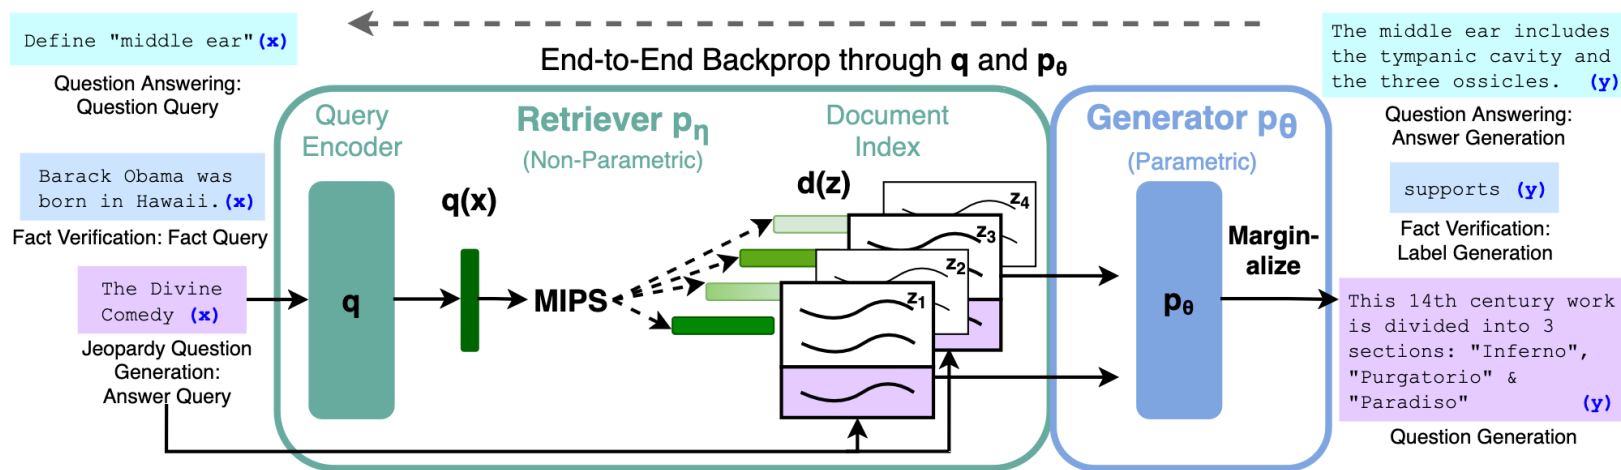 Define "middle ear" (x)
Question Answering:
Question Query
Barack Obama was
born in Hawaii. (x)
Fact Verification: Fact Query
The Divine
Comedy (x)
Jeopardy Question
Generation:
Answer Query
End-to-End Backprop through q and pθ
Query
Encoder
Retriever pη
(Non-Parametric)
Document
Index
q
q(x)
MIPS
d(z)
z4
z3
z2
z1
Generator pθ
(Parametric)
pθ
Margin-
alize
The middle ear includes
the tympanic cavity and
the three ossicles. (y)
Question Answering:
Answer Generation
supports (y)
Fact Verification:
Label Generation
This 14th century work
is divided into 3
sections: "Inferno",
"Purgatorio" &
"Paradiso" (y)
Question Generation